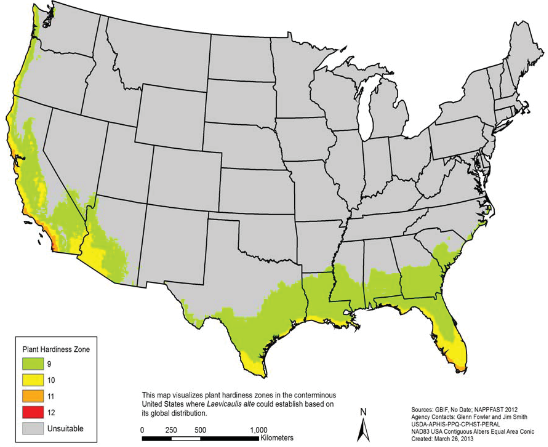 Plant Hardiness Zone
9
10
11
12
Unsuitable
This map visualizes plant hardiness zones in the conterminous
United States where Laevicaulis alte could establish based on
its global distribution.
0 250 500 1,000
Kilometers
N
Sources: GBIF, No Date; NAPPFAST 2012
Agency Contacts: Glenn Fowler and Jim Smith
USDA-APHIS-PPQ-CPHST-PERAL
NAD83 USA Contiguous Albers Equal Area Conic
Created: March 26, 2013